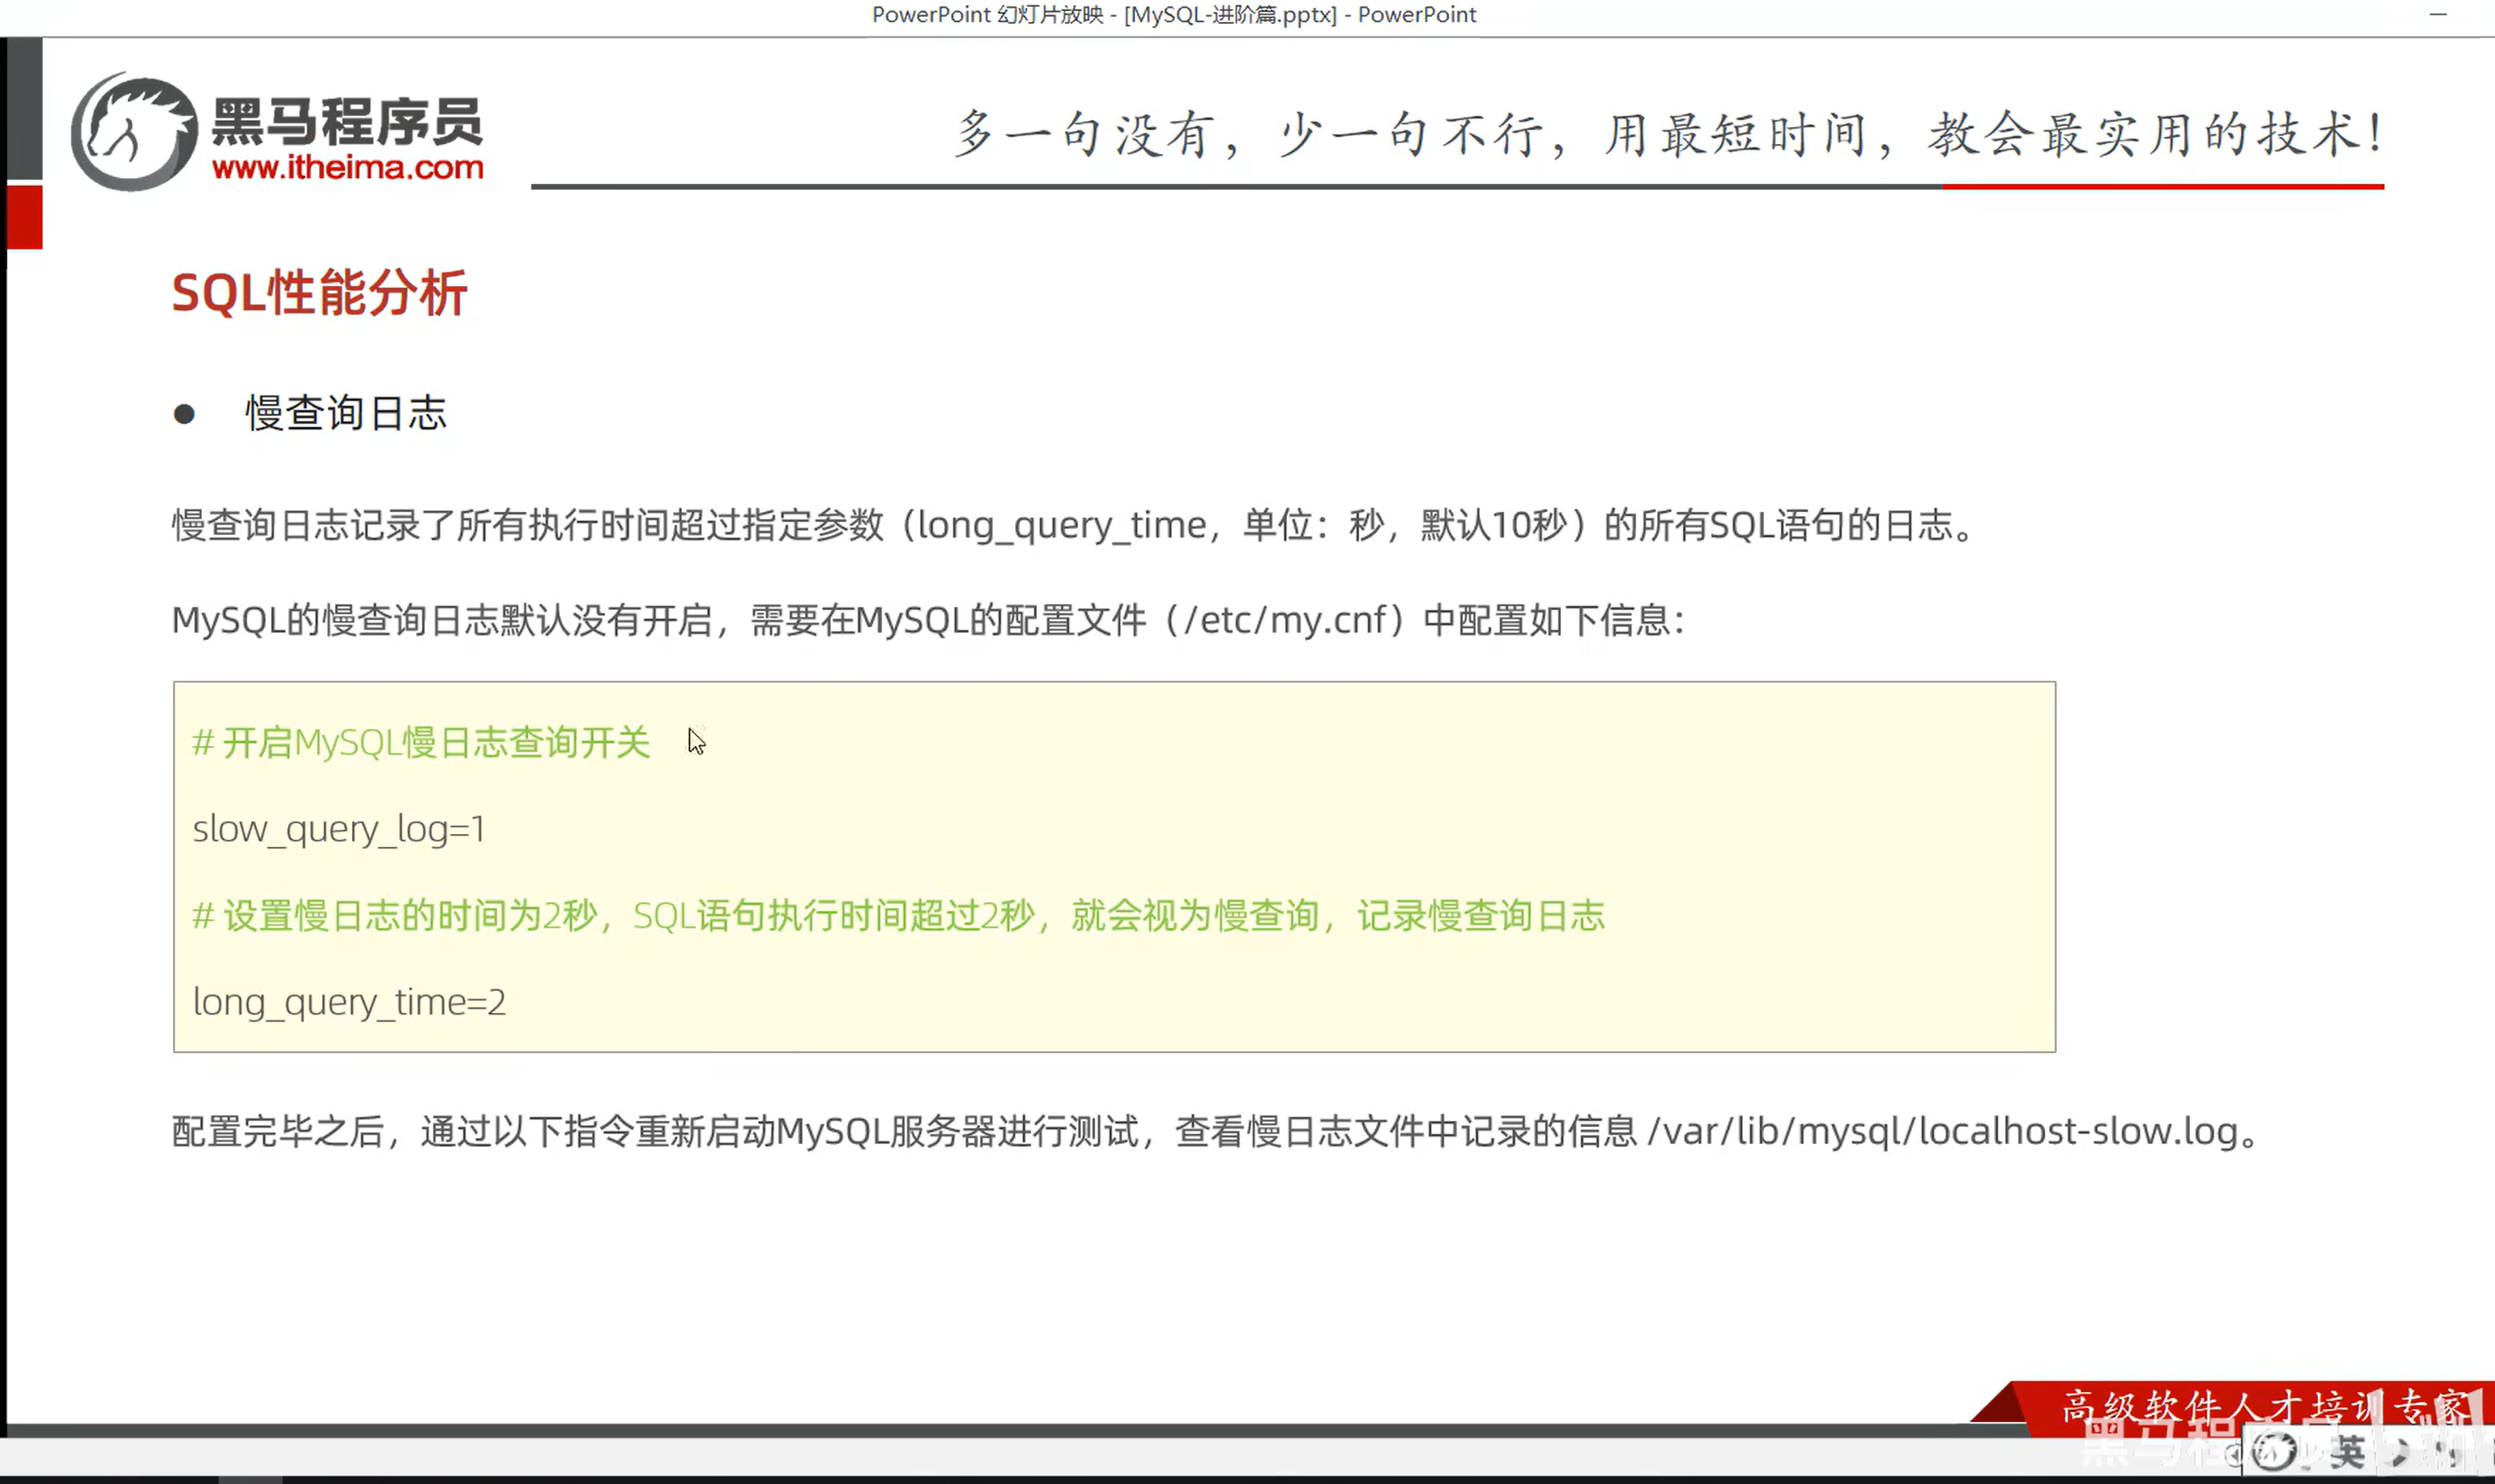 PowerPoint 幻灯片放映 - [MySQL-进阶篇.pptx] - PowerPoint
黑马程序员
www.itheima.com
多一句没有，少一句不行，用最短时间，教会最实用的技术！
SQL性能分析
● 慢查询日志
慢查询日志记录了所有执行时间超过指定参数（long_query_time，单位：秒，默认10秒）的所有SQL语句的日志。
MySQL的慢查询日志默认没有开启，需要在MySQL的配置文件（/etc/my.cnf）中配置如下信息：
# 开启MySQL慢日志查询开关
slow_query_log=1
# 设置慢日志的时间为2秒，SQL语句执行时间超过2秒，就会视为慢查询，记录慢查询日志
long_query_time=2
配置完毕之后，通过以下指令重新启动MySQL服务器进行测试，查看慢日志文件中记录的信息 /var/lib/mysql/localhost-slow.log。
高级软件人才培训专家
英